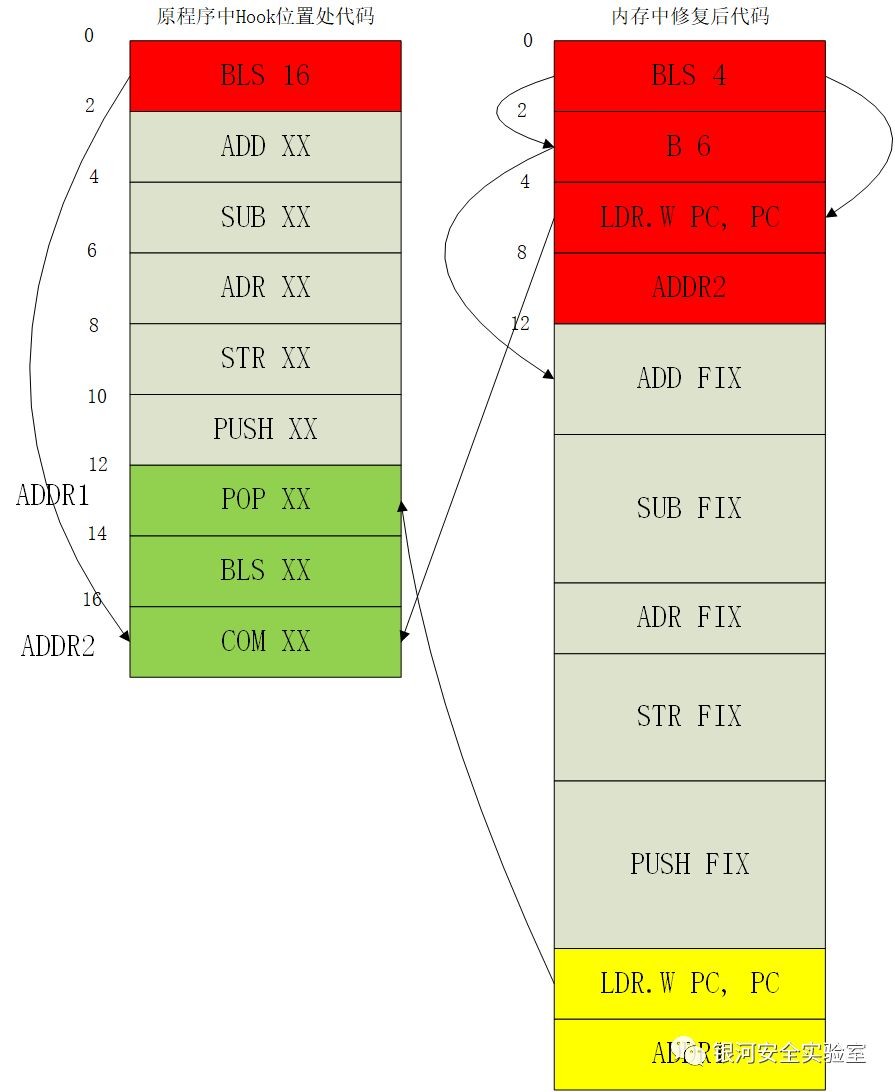 原程序中Hook位置处代码
0
BLS 16
2
ADD XX
4
SUB XX
6
ADR XX
8
STR XX
10
PUSH XX
12
ADDR1
POP XX
14
BLS XX
16
ADDR2
COM XX
内存中修复后代码
0
BLS 4
2
B 6
4
LDR.W PC, PC
8
ADDR2
12
ADD FIX
SUB FIX
ADR FIX
STR FIX
PUSH FIX
LDR.W PC, PC
银河安全实验室